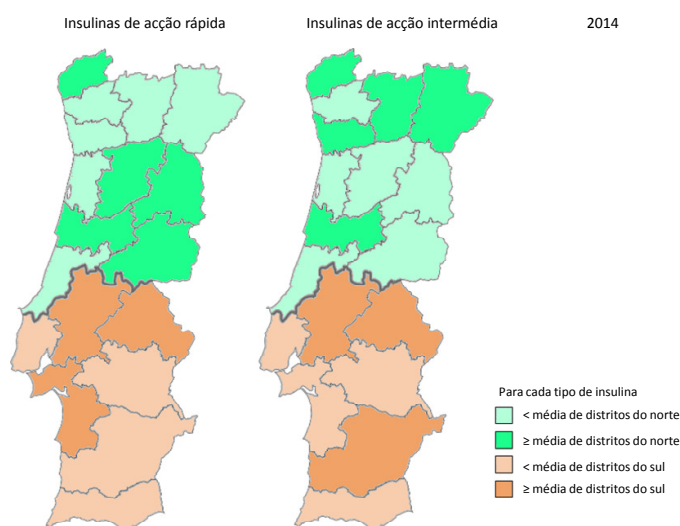 Insulinas de acção rápida
Insulinas de acção intermédia
2014
Para cada tipo de insulina
< média de distritos do norte
≥ média de distritos do norte
< média de distritos do sul
≥ média de distritos do sul